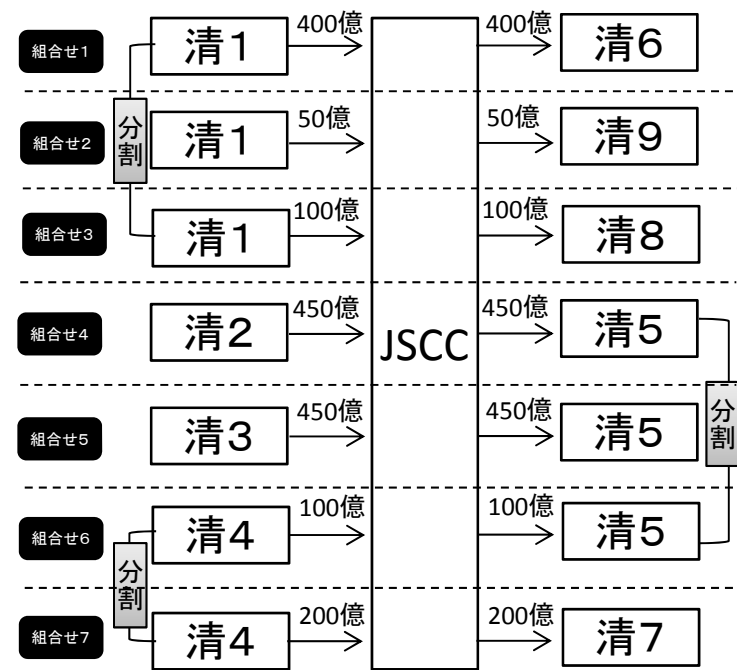 組合せ1 清1 400億 400億 清6
組合せ2 分割 清1 50億 50億 清9
組合せ3 清1 100億 100億 清8
組合せ4 清2 450億 JSCC 450億 清5
組合せ5 清3 450億 450億 清5 分割
組合せ6 清4 100億 100億 清5
分割
組合せ7 清4 200億 200億 清7